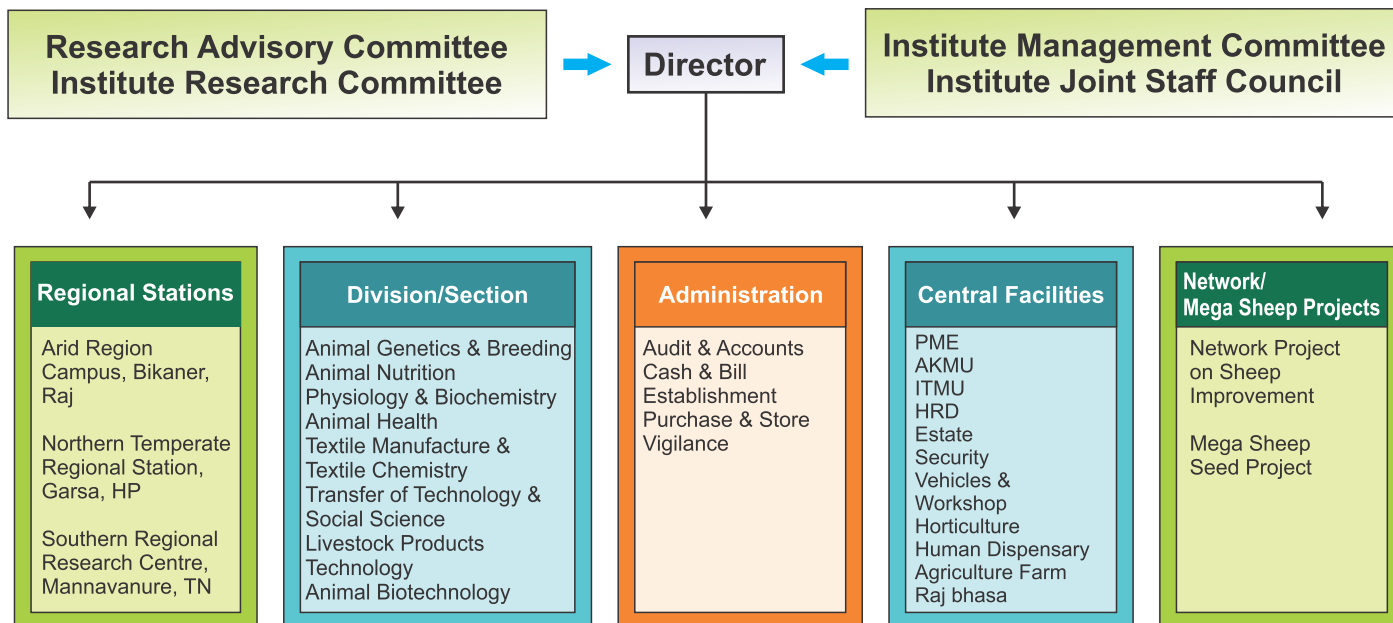 Research Advisory Committee
Institute Research Committee
Director
Institute Management Committee
Institute Joint Staff Council
Regional Stations
Arid Region
Campus, Bikaner,
Raj
Northern Temperate
Regional Station,
Garsa, HP
Southern Regional
Research Centre,
Mannavanure, TN
Division/Section
Animal Genetics & Breeding
Animal Nutrition
Physiology & Biochemistry
Animal Health
Textile Manufacture &
Textile Chemistry
Transfer of Technology &
Social Science
Livestock Products
Technology
Animal Biotechnology
Administration
Audit & Accounts
Cash & Bill
Establishment
Purchase & Store
Vigilance
Central Facilities
PME
AKMU
ITMU
HRD
Estate
Security
Vehicles &
Workshop
Horticulture
Human Dispensary
Agriculture Farm
Raj bhasa
Network/
Mega Sheep Projects
Network Project
on Sheep
Improvement
Mega Sheep
Seed Project